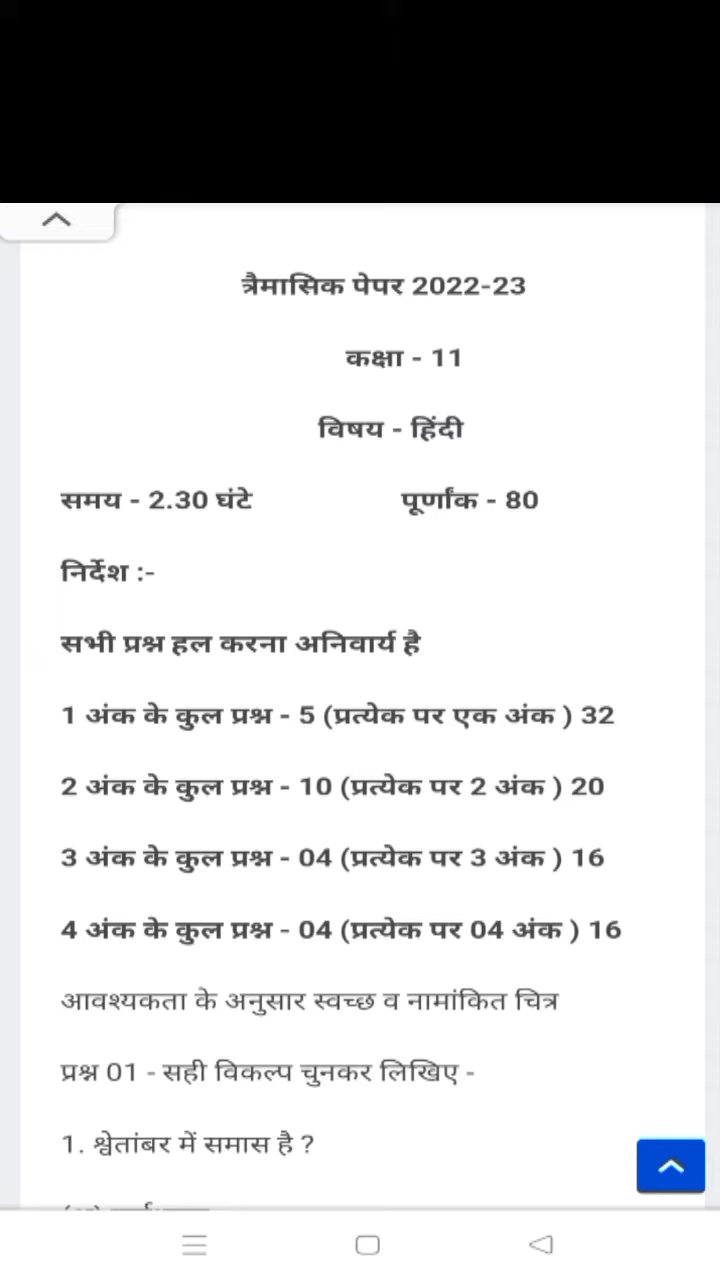 त्रैमासिक पेपर 2022-23
कक्षा - 11
विषय - हिंदी
समय - 2.30 घंटे पूर्णांक - 80
निर्देश :-
सभी प्रश्न हल करना अनिवार्य है
1 अंक के कुल प्रश्न - 5 (प्रत्येक पर एक अंक ) 32
2 अंक के कुल प्रश्न - 10 (प्रत्येक पर 2 अंक ) 20
3 अंक के कुल प्रश्न - 04 (प्रत्येक पर 3 अंक ) 16
4 अंक के कुल प्रश्न - 04 (प्रत्येक पर 04 अंक ) 16
आवश्यकता के अनुसार स्वच्छ व नामांकित चित्र
प्रश्न 01 - सही विकल्प चुनकर लिखिए -
1. श्वेतांबर में समास है ?